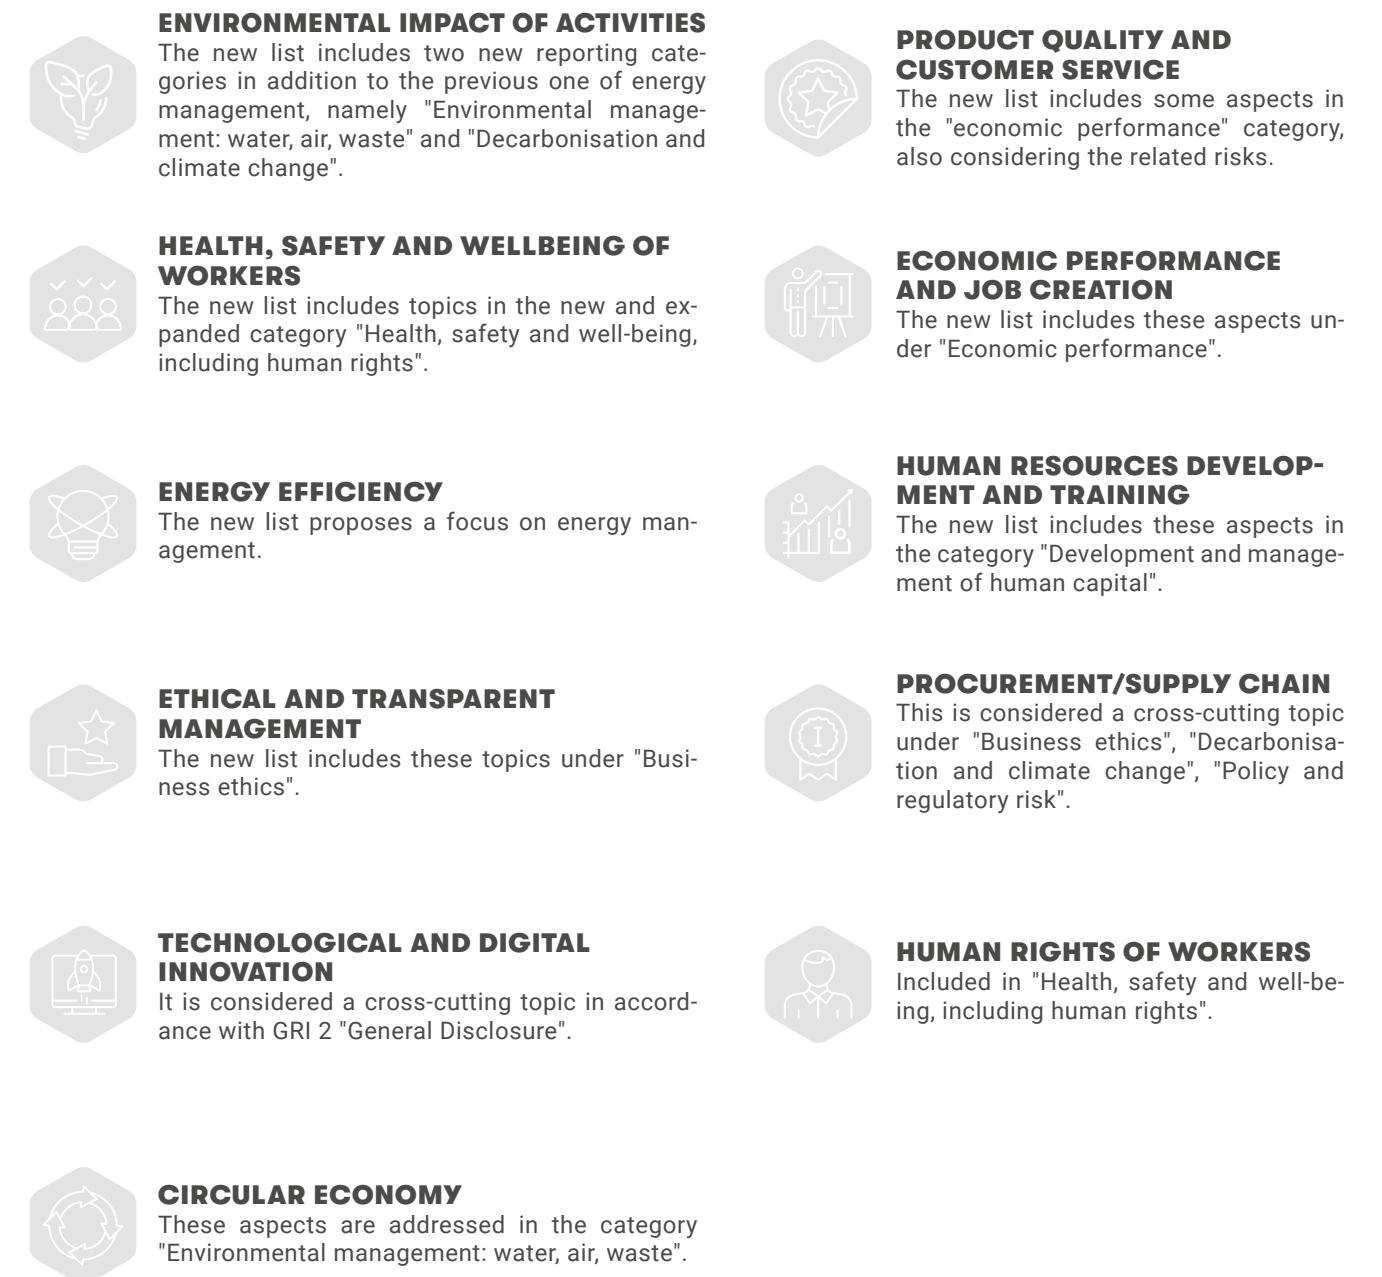 ENVIRONMENTAL IMPACT OF ACTIVITIES
The new list includes two new reporting cate-
gories in addition to the previous one of energy
management, namely "Environmental manage-
ment: water, air, waste" and "Decarbonisation and
climate change".
HEALTH, SAFETY AND WELLBEING OF
WORKERS
The new list includes topics in the new and ex-
panded category "Health, safety and well-being,
including human rights".
ENERGY EFFICIENCY
The new list proposes a focus on energy man-
agement.
ETHICAL AND TRANSPARENT
MANAGEMENT
The new list includes these topics under "Busi-
ness ethics".
TECHNOLOGICAL AND DIGITAL
INNOVATION
It is considered a cross-cutting topic in accord-
ance with GRI 2 "General Disclosure".
CIRCULAR ECONOMY
These aspects are addressed in the category
"Environmental management: water, air, waste".
PRODUCT QUALITY AND
CUSTOMER SERVICE
The new list includes some aspects in
the "economic performance" category,
also considering the related risks.
ECONOMIC PERFORMANCE
AND JOB CREATION
The new list includes these aspects un-
der "Economic performance".
HUMAN RESOURCES DEVELOP-
MENT AND TRAINING
The new list includes these aspects in
the category "Development and manage-
ment of human capital".
PROCUREMENT/SUPPLY CHAIN
This is considered a cross-cutting topic
under "Business ethics", "Decarbonisa-
tion and climate change", "Policy and
regulatory risk".
HUMAN RIGHTS OF WORKERS
Included in "Health, safety and well-be-
ing, including human rights".